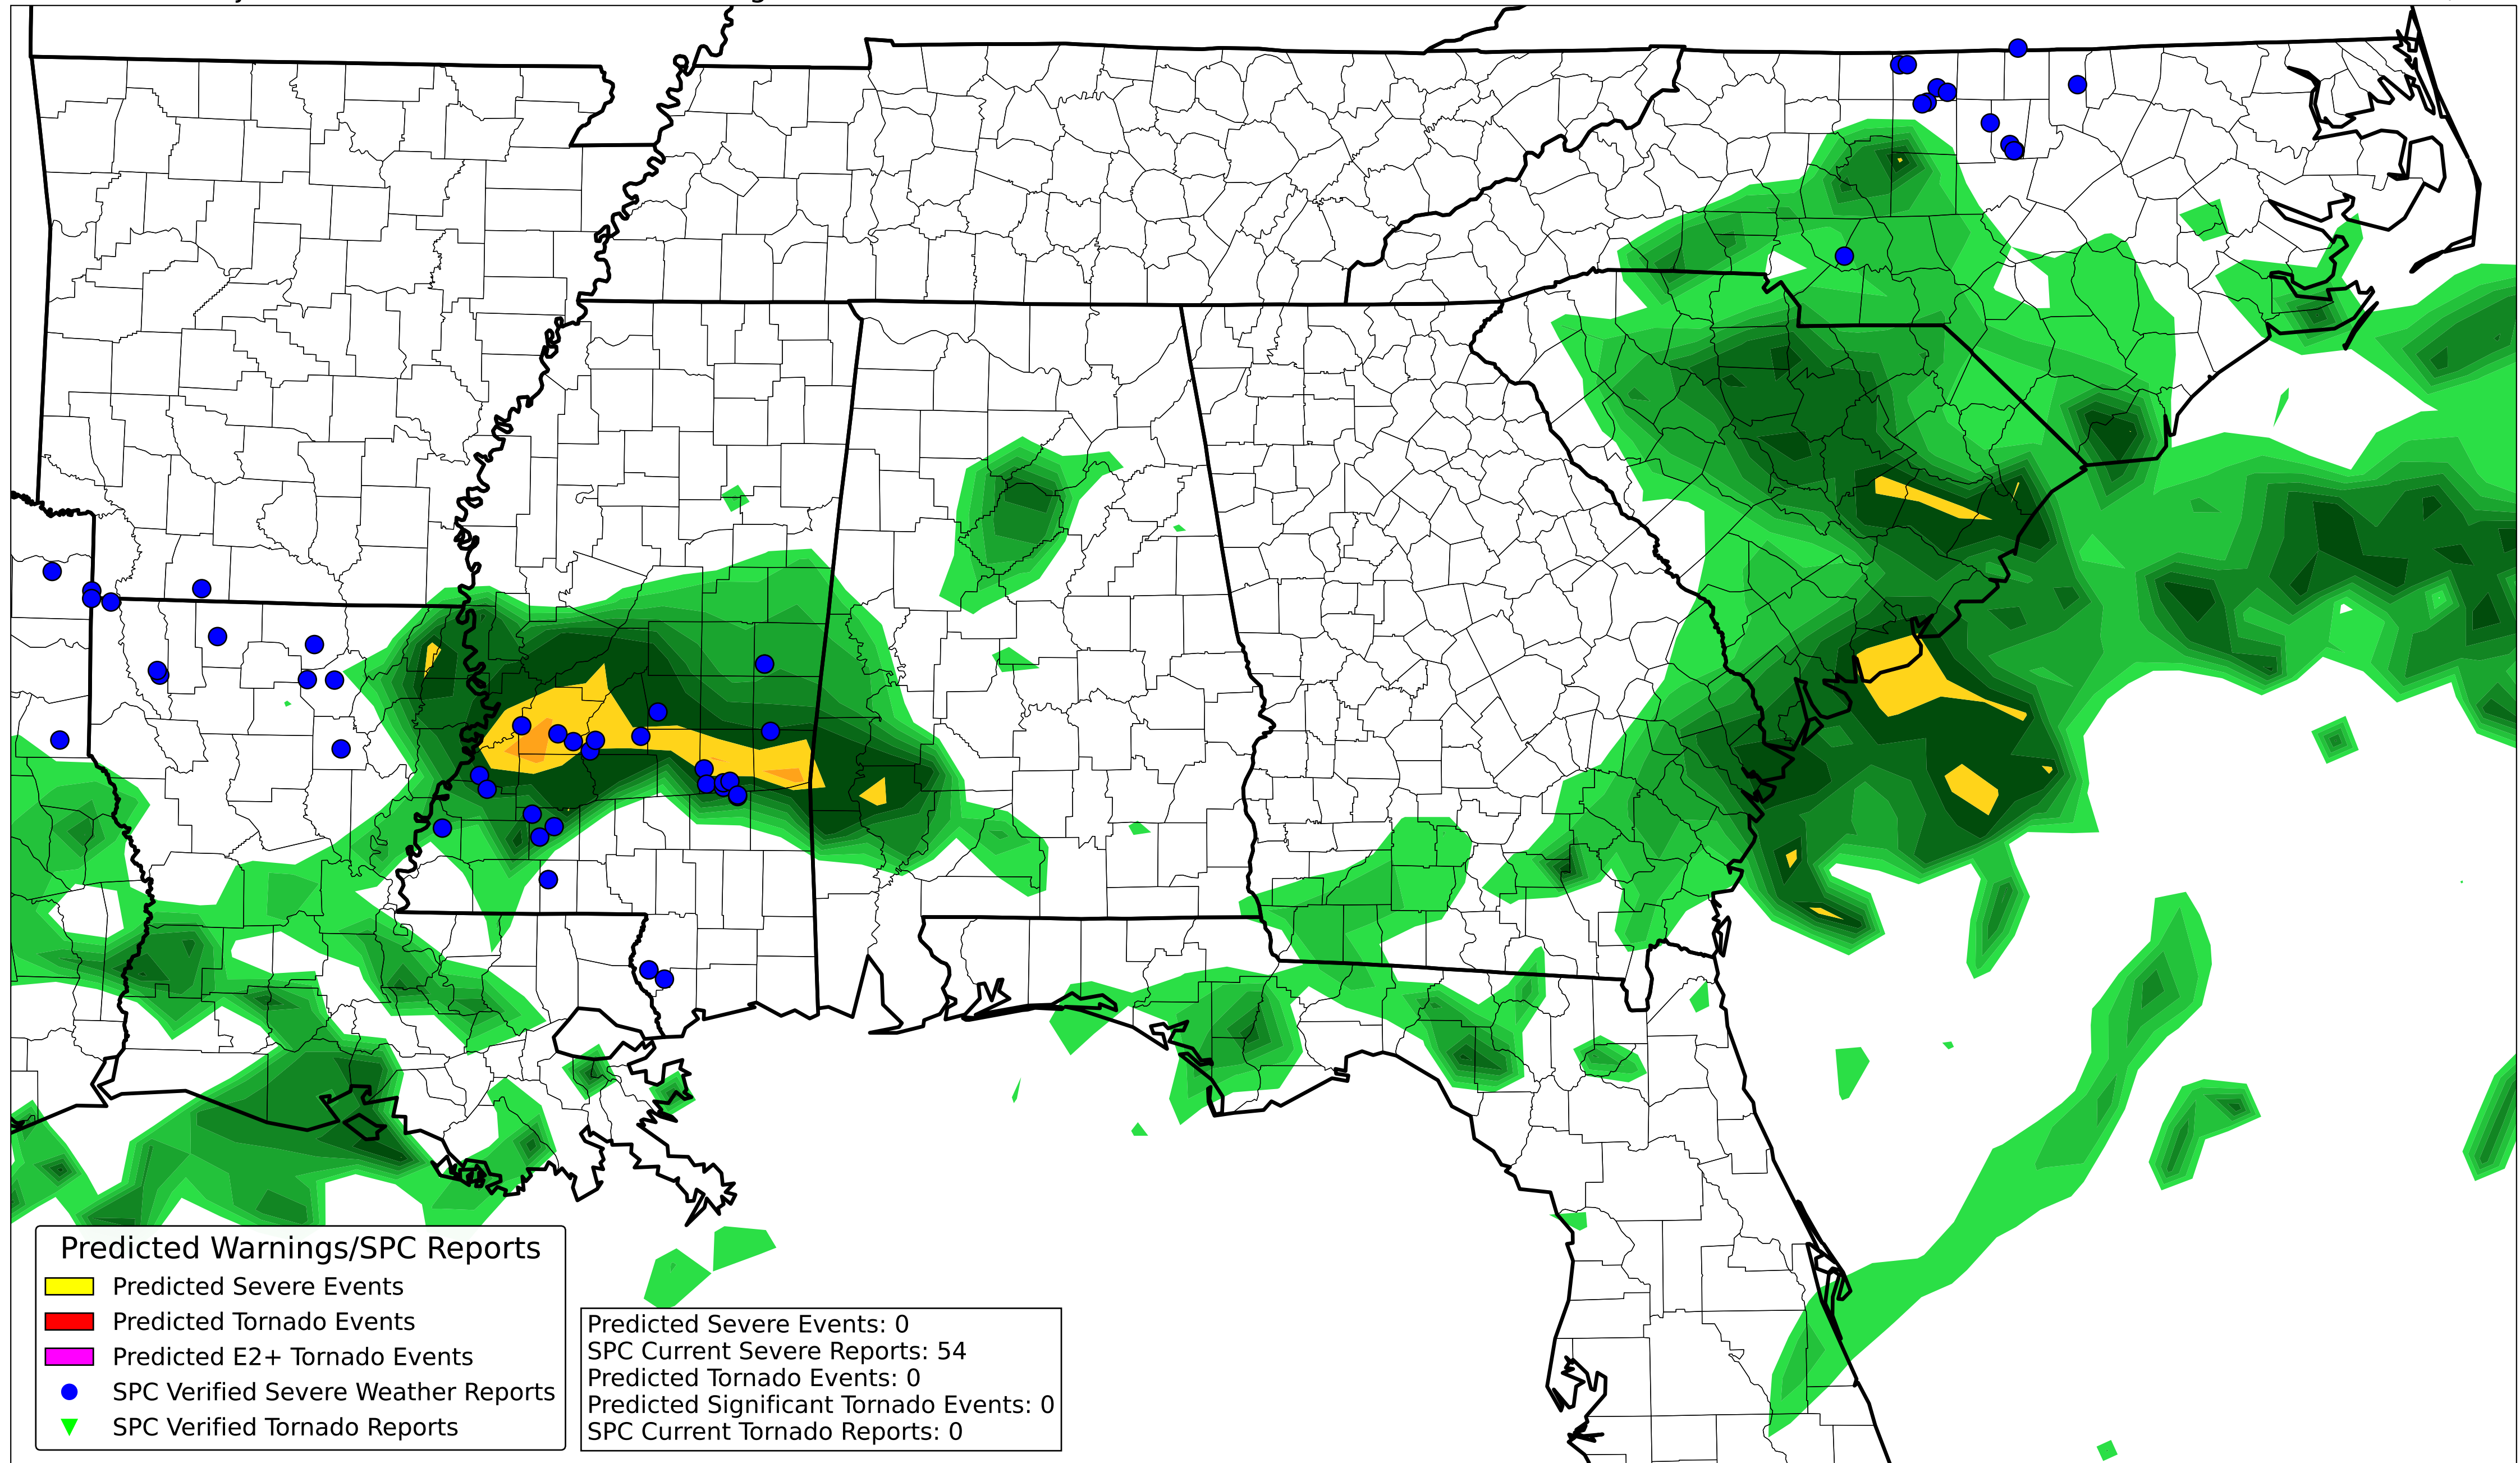 Predicted Warnings/SPC Reports
Predicted Severe Events
Predicted Tornado Events
Predicted E2+ Tornado Events
SPC Verified Severe Weather Reports
SPC Verified Tornado Reports
Predicted Severe Events: 0
SPC Current Severe Reports: 54
Predicted Tornado Events: 0
Predicted Significant Tornado Events: 0
SPC Current Tornado Reports: 0